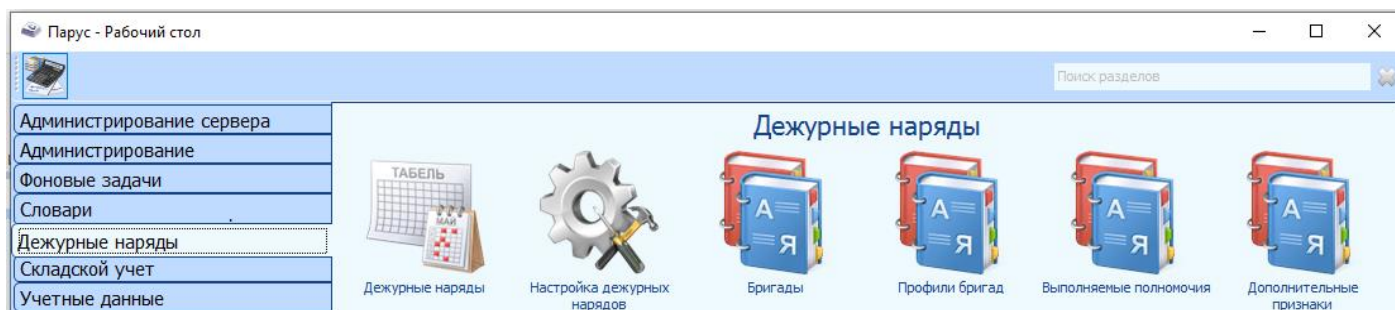 Парус - Рабочий стол
Поиск разделов
Администрирование сервера
Администрирование
Фоновые задачи
Словари
Дежурные наряды
Складской учет
Учетные данные
Дежурные наряды
ТАБЕЛЬ
МАЙ
А
Я
А
Я
А
Я
А
Я
Дежурные наряды
Настройка дежурных
нарядов
Бригады
Профили бригад
Выполняемые полномочия
Дополнительные
признаки